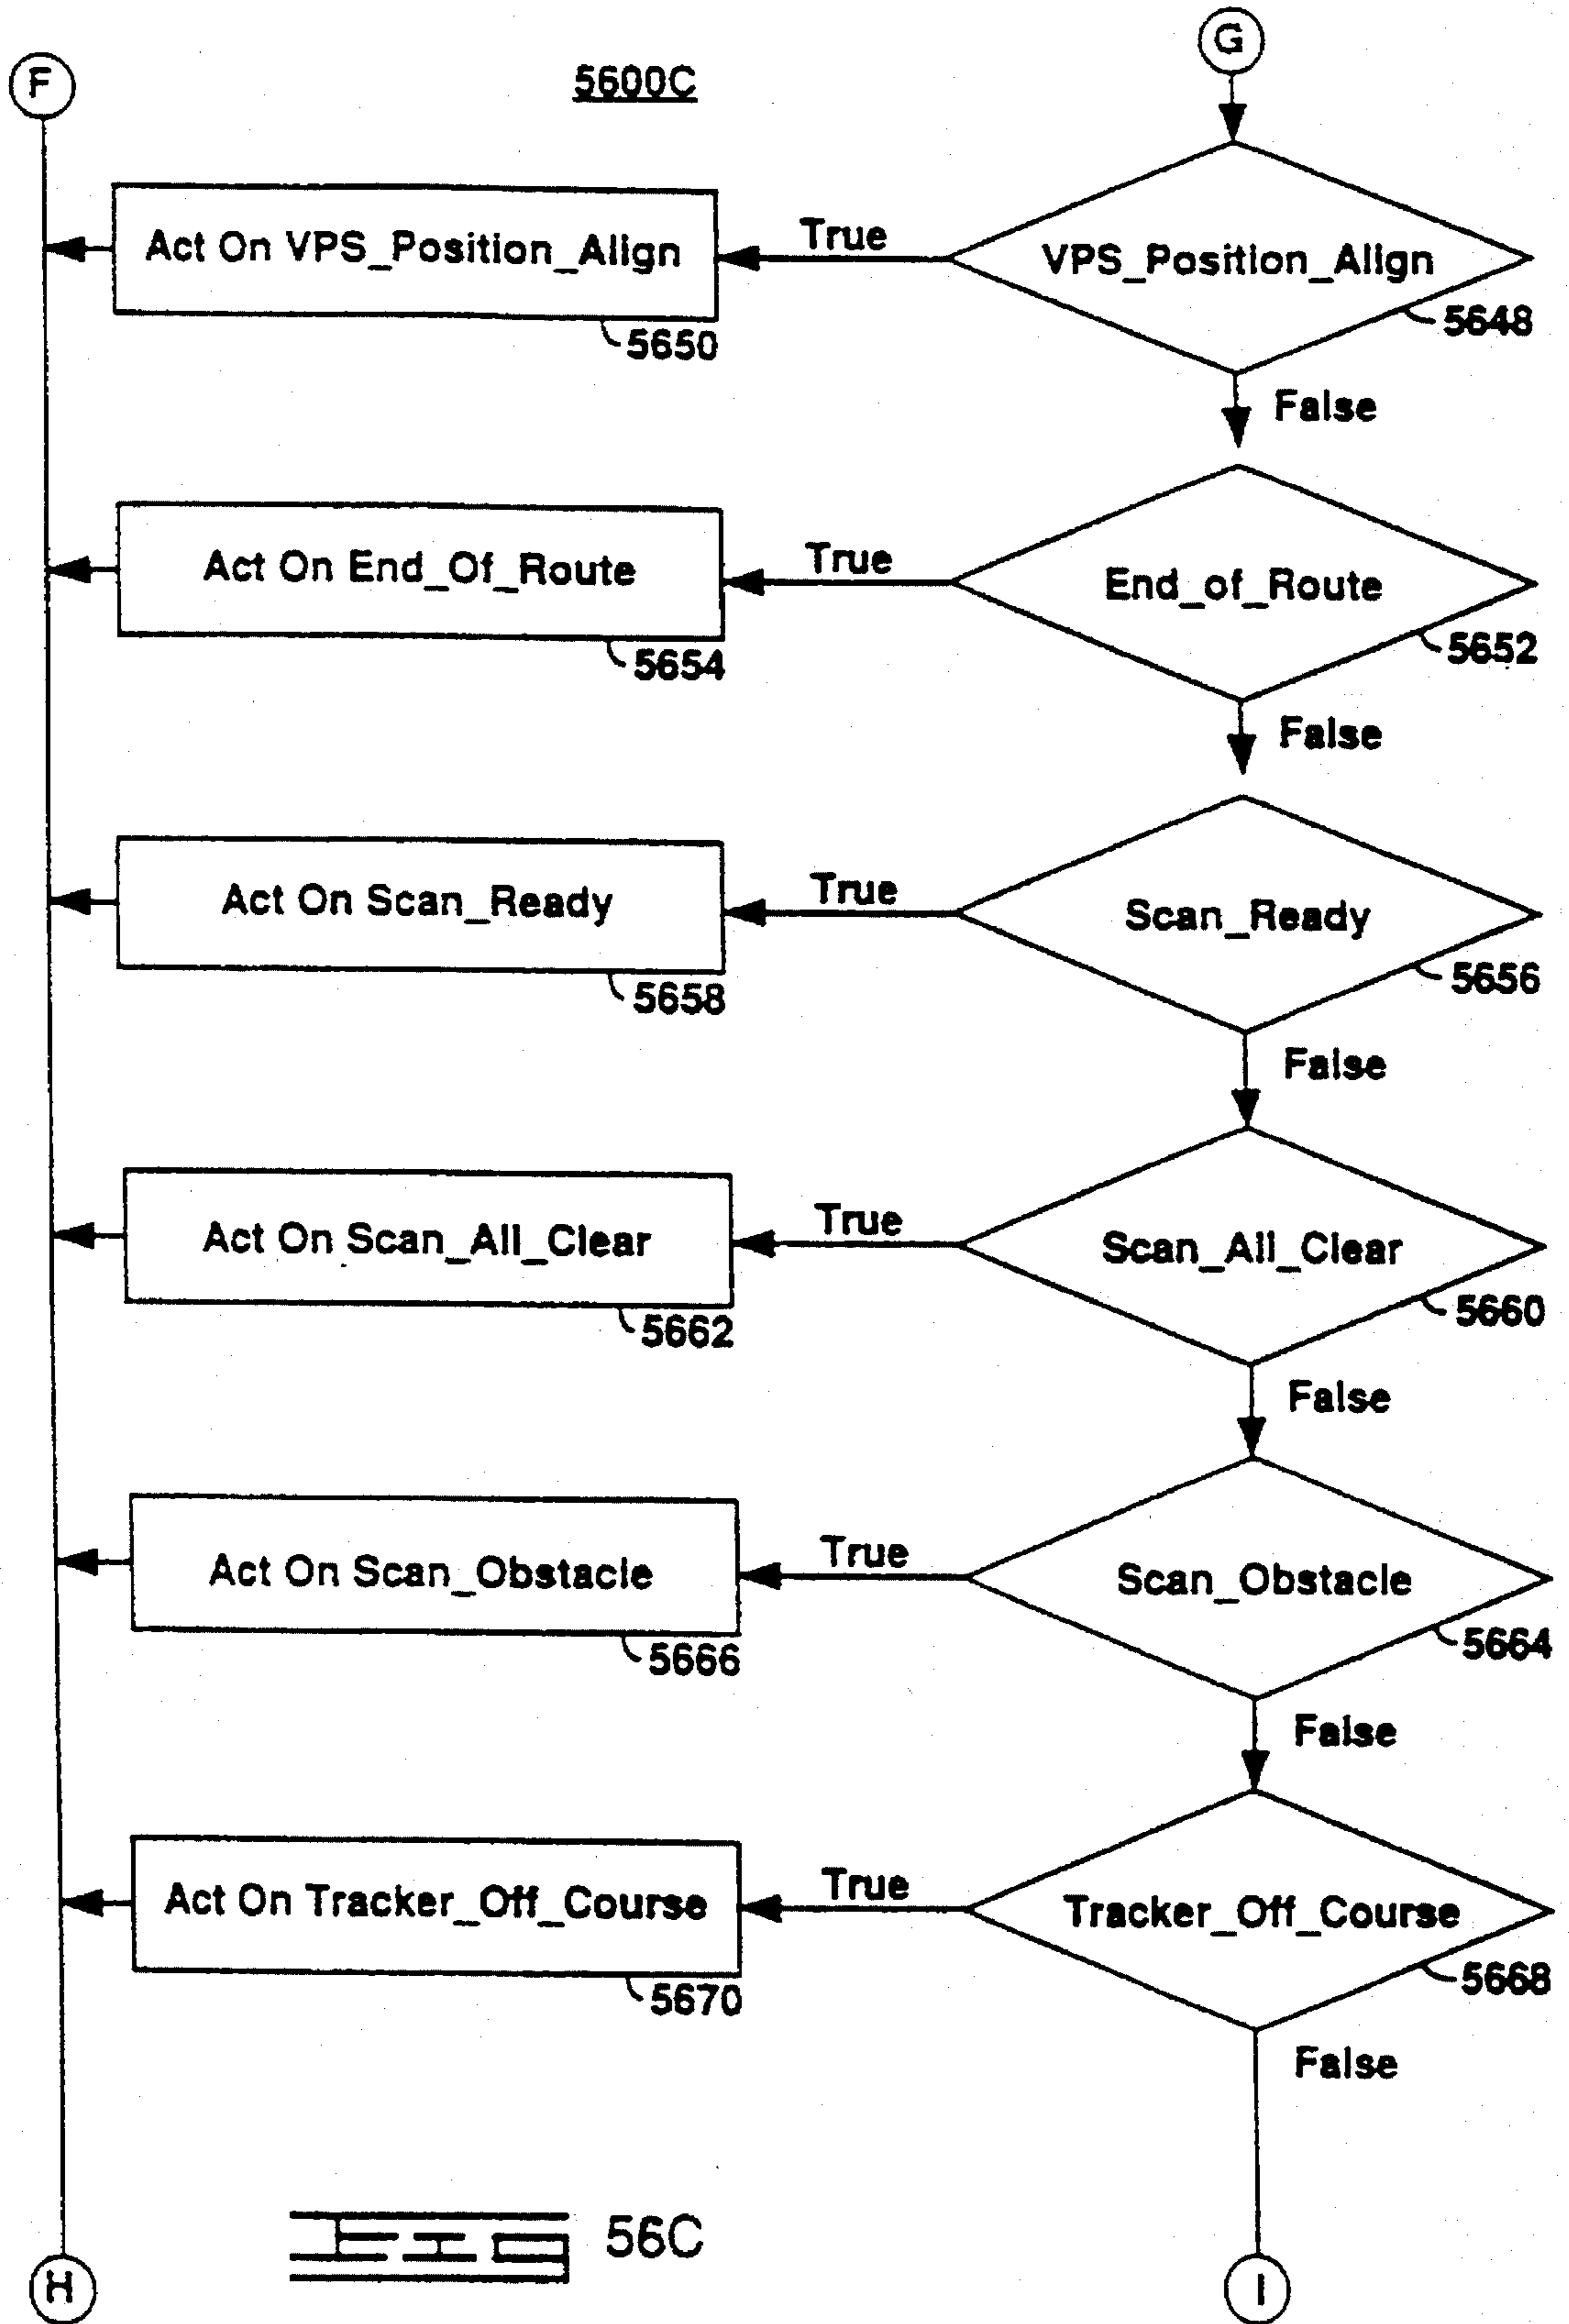 G
F
5600C
Act On VPS_Position_Align
True
VPS_Position_Align
5650
5648
False
Act On End_Of_Route
True
End_of_Route
5654
5652
False
Act On Scan_Ready
True
Scan_Ready
5658
5656
False
Act On Scan_All_Clear
True
Scan_All_Clear
5662
5660
False
Act On Scan_Obstacle
True
Scan_Obstacle
5666
5664
False
Act On Tracker_Off_Course
True
Tracker_Off_Course
5670
5668
False
FIG 56C
H
I